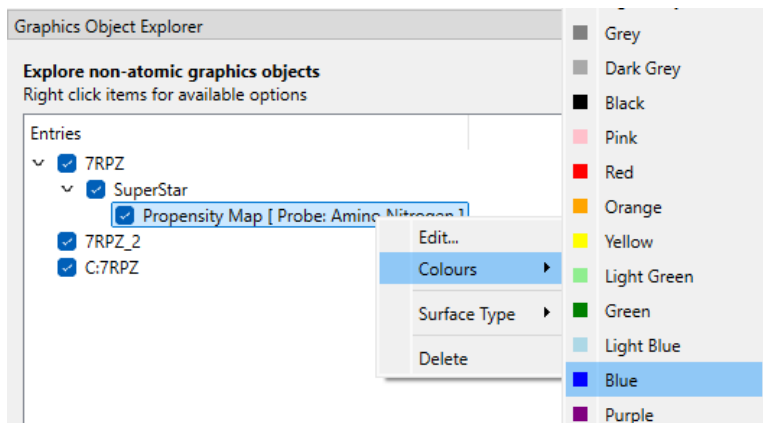 Graphics Object Explorer
Explore non-atomic graphics objects
Right click items for available options
Entries
7RPZ
SuperStar
Propensity Map [ Probe: Amino Nitrogen ]
7RPZ_2
C:7RPZ
Edit...
Colours
Surface Type
Delete
Grey
Dark Grey
Black
Pink
Red
Orange
Yellow
Light Green
Green
Light Blue
Blue
Purple